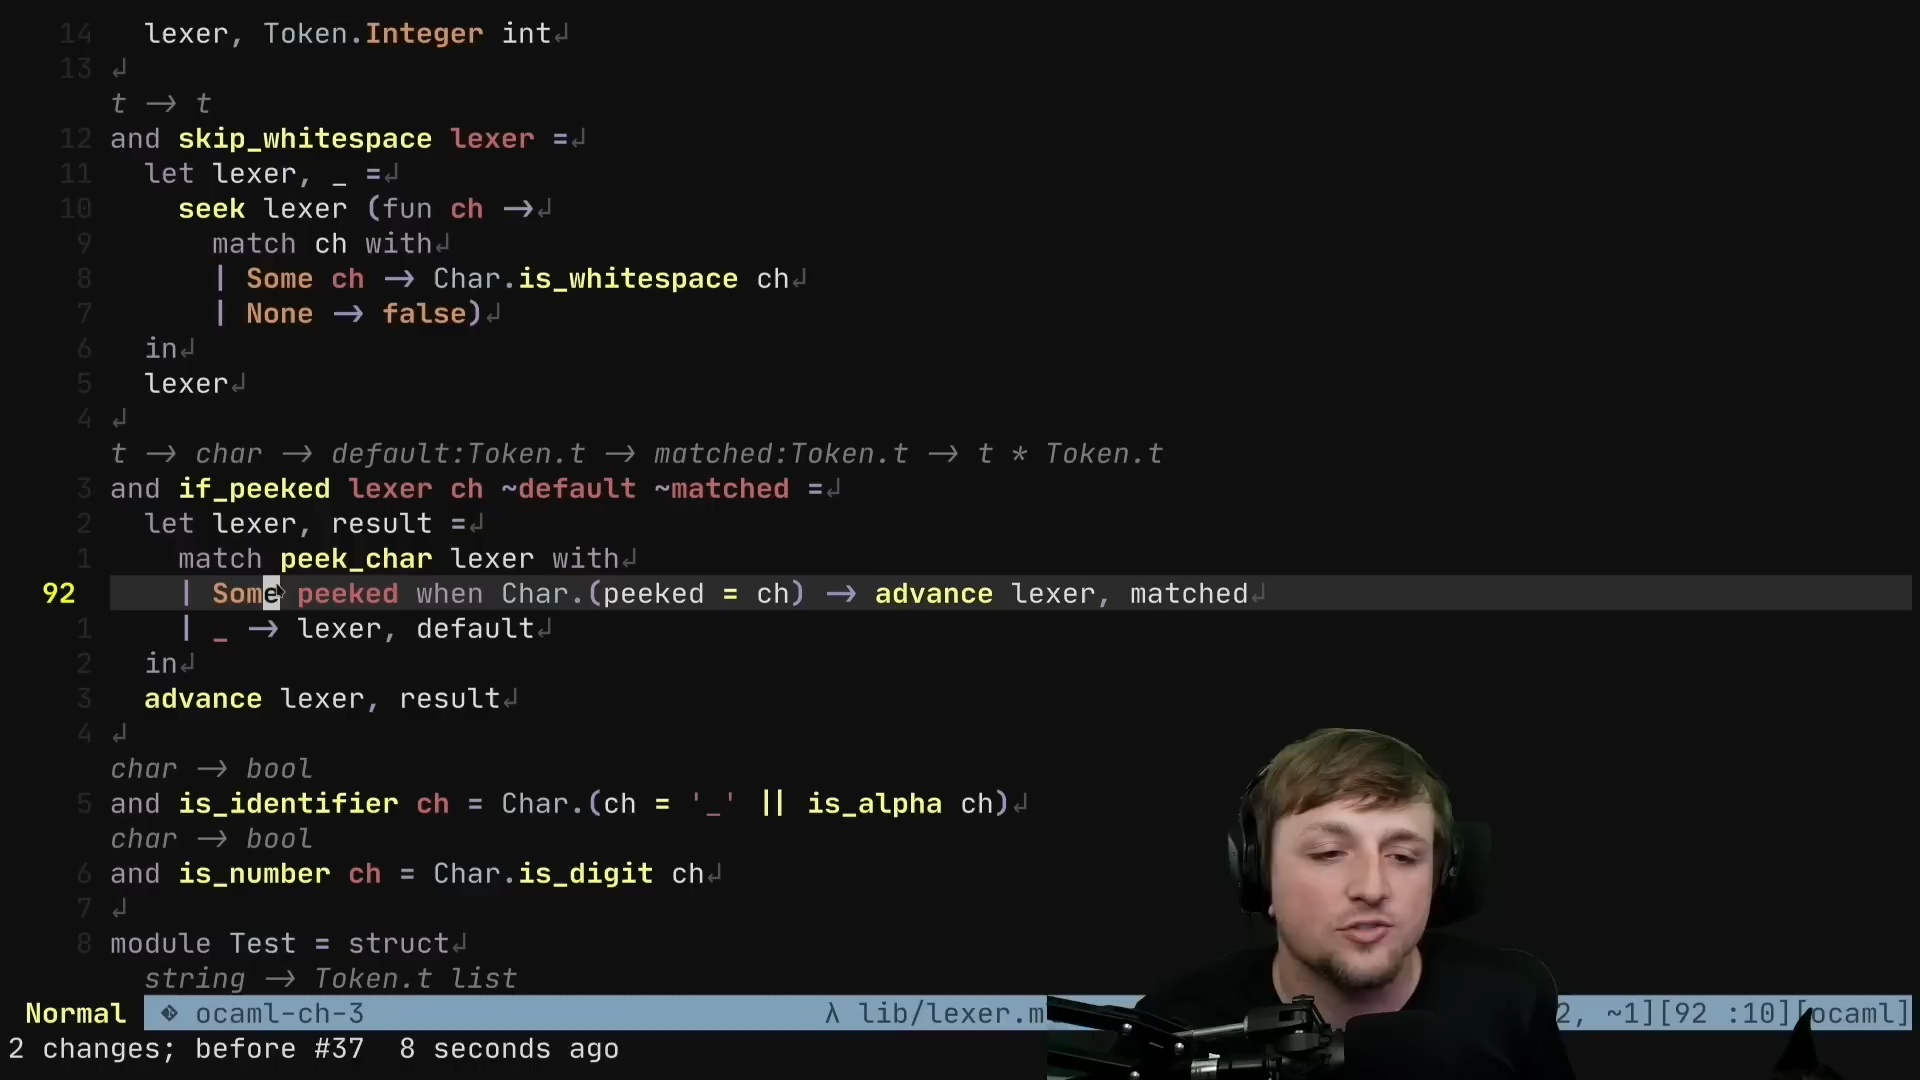 14 lexer, Token.Integer int↲
13 ↲
t -> t
12 and skip_whitespace lexer =↲
11 let lexer, _ =↲
10 seek lexer (fun ch ->↲
9 match ch with↲
8 | Some ch -> Char.is_whitespace ch↲
7 | None -> false)↲
6 in↲
5 lexer↲
4 ↲
t -> char -> default:Token.t -> matched:Token.t -> t * Token.t
3 and if_peeked lexer ch ~default ~matched =↲
2 let lexer, result =↲
1 match peek_char lexer with↲
92 | Some peeked when Char.(peeked = ch) -> advance lexer, matched↲
1 | _ -> lexer, default↲
2 in↲
3 advance lexer, result↲
4 ↲
char -> bool
5 and is_identifier ch = Char.(ch = '_' || is_alpha ch)↲
char -> bool
6 and is_number ch = Char.is_digit ch↲
7 ↲
8 module Test = struct↲
string -> Token.t list
Normal ocaml-ch-3 λ lib/lexer.m 2, ~1][92 :10][ocaml]
2 changes; before #37 8 seconds ago